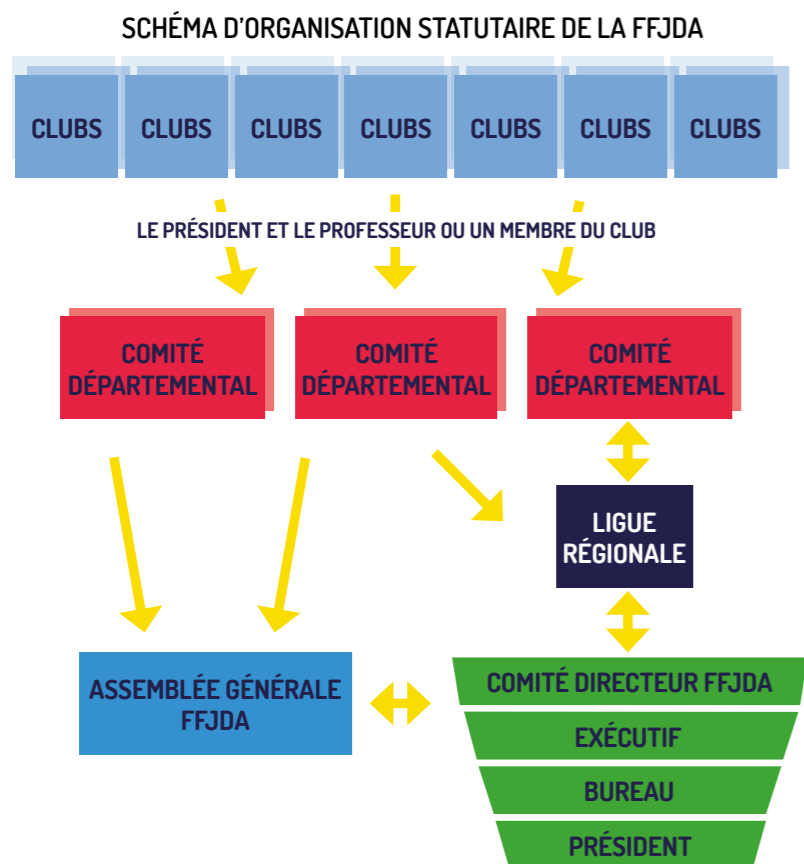 SCHÉMA D'ORGANISATION STATUTAIRE DE LA FFJDA
CLUBS CLUBS CLUBS CLUBS CLUBS CLUBS CLUBS
LE PRÉSIDENT ET LE PROFESSEUR OU UN MEMBRE DU CLUB
COMITÉ
DÉPARTEMENTAL
COMITÉ
DÉPARTEMENTAL
COMITÉ
DÉPARTEMENTAL
LIGUE
RÉGIONALE
ASSEMBLÉE GÉNÉRALE
FFJDA
COMITÉ DIRECTEUR FFJDA
EXÉCUTIF
BUREAU
PRÉSIDENT